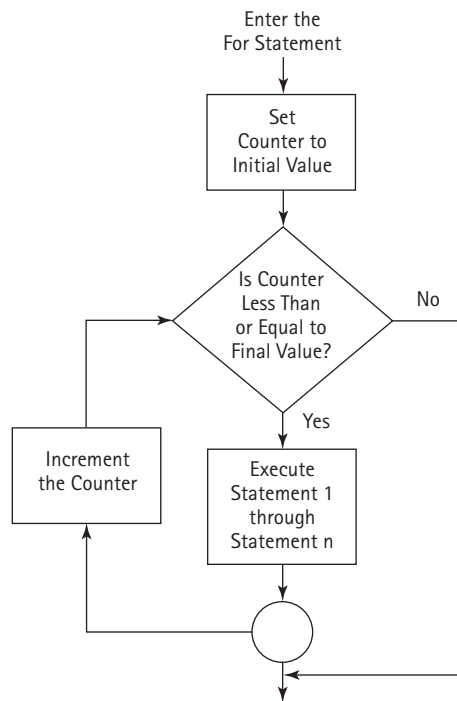 Enter the
For Statement
Set
Counter to
Initial Value
Is Counter
Less Than
or Equal to
Final Value?
No
Yes
Increment
the Counter
Execute
Statement 1
through
Statement n